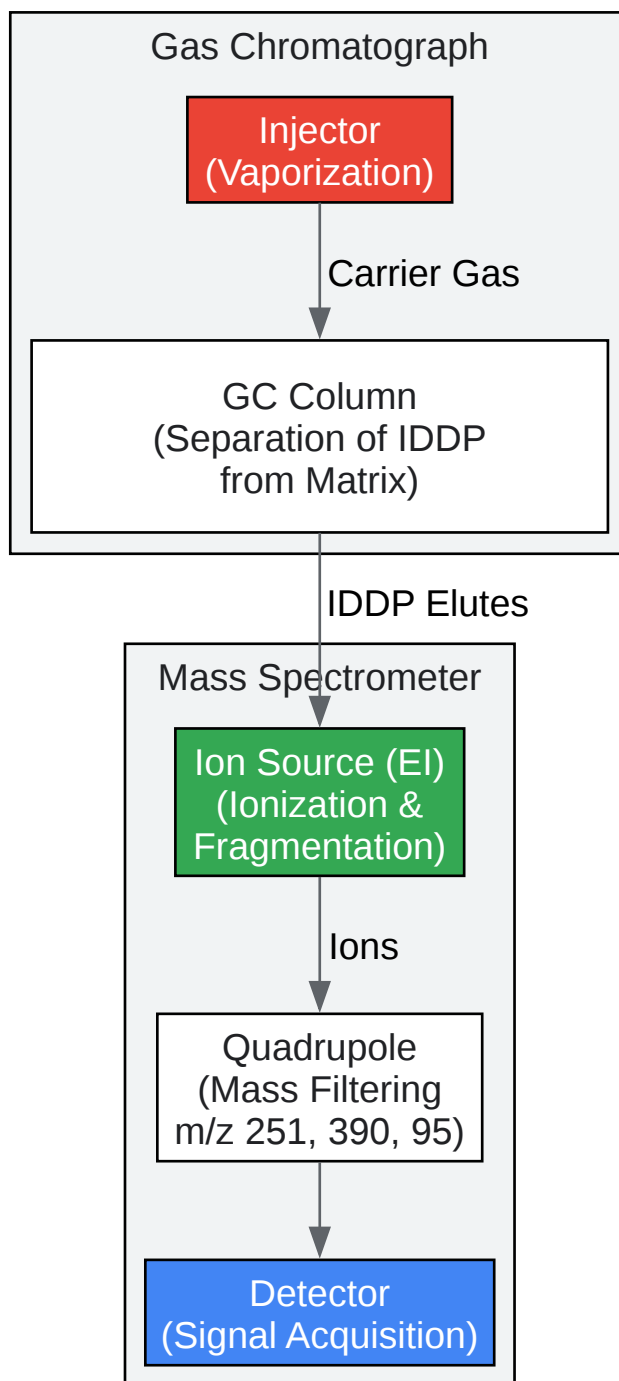 Gas Chromatograph
Injector
(Vaporization)
Carrier Gas
GC Column
(Separation of IDDP
from Matrix)
IDDP Elutes
Mass Spectrometer
Ion Source (EI)
(Ionization &
Fragmentation)
Ions
Quadrupole
(Mass Filtering
m/z 251, 390, 95)
Detector
(Signal Acquisition)